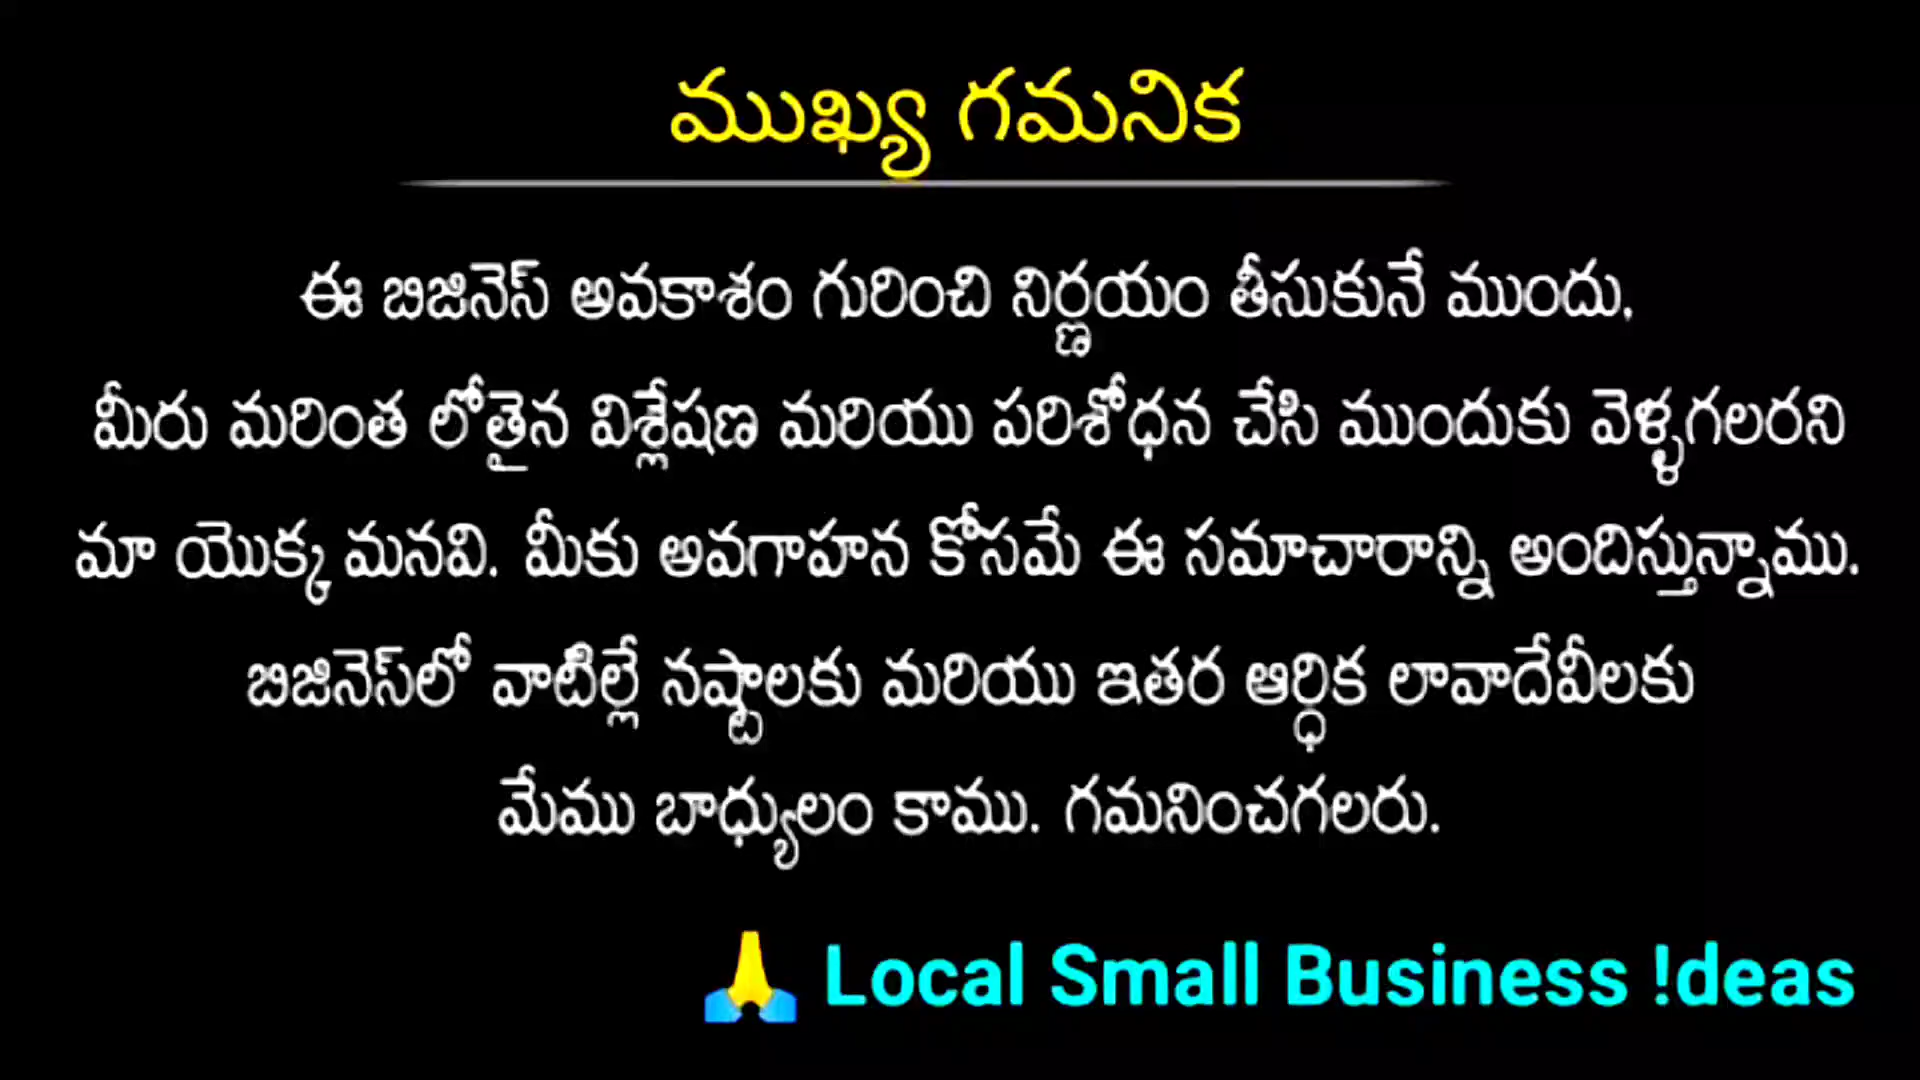 ముఖ్య గమనిక
ఈ బిజినెస్ అవకాశం గురించి నిర్ణయం తీసుకునే ముందు,
మీరు మరింత లోతైన విశ్లేషణ మరియు పరిశోధన చేసి ముందుకు వెళ్ళగలరని
మా యొక్క మనవి. మీకు అవగాహన కోసమే ఈ సమాచారాన్ని అందిస్తున్నాము.
బిజినెస్‌లో వాటిల్లే నష్టాలకు మరియు ఇతర ఆర్ధిక లావాదేవీలకు
మేము బాధ్యులం కాము. గమనించగలరు.
🙏 Local Small Business !deas